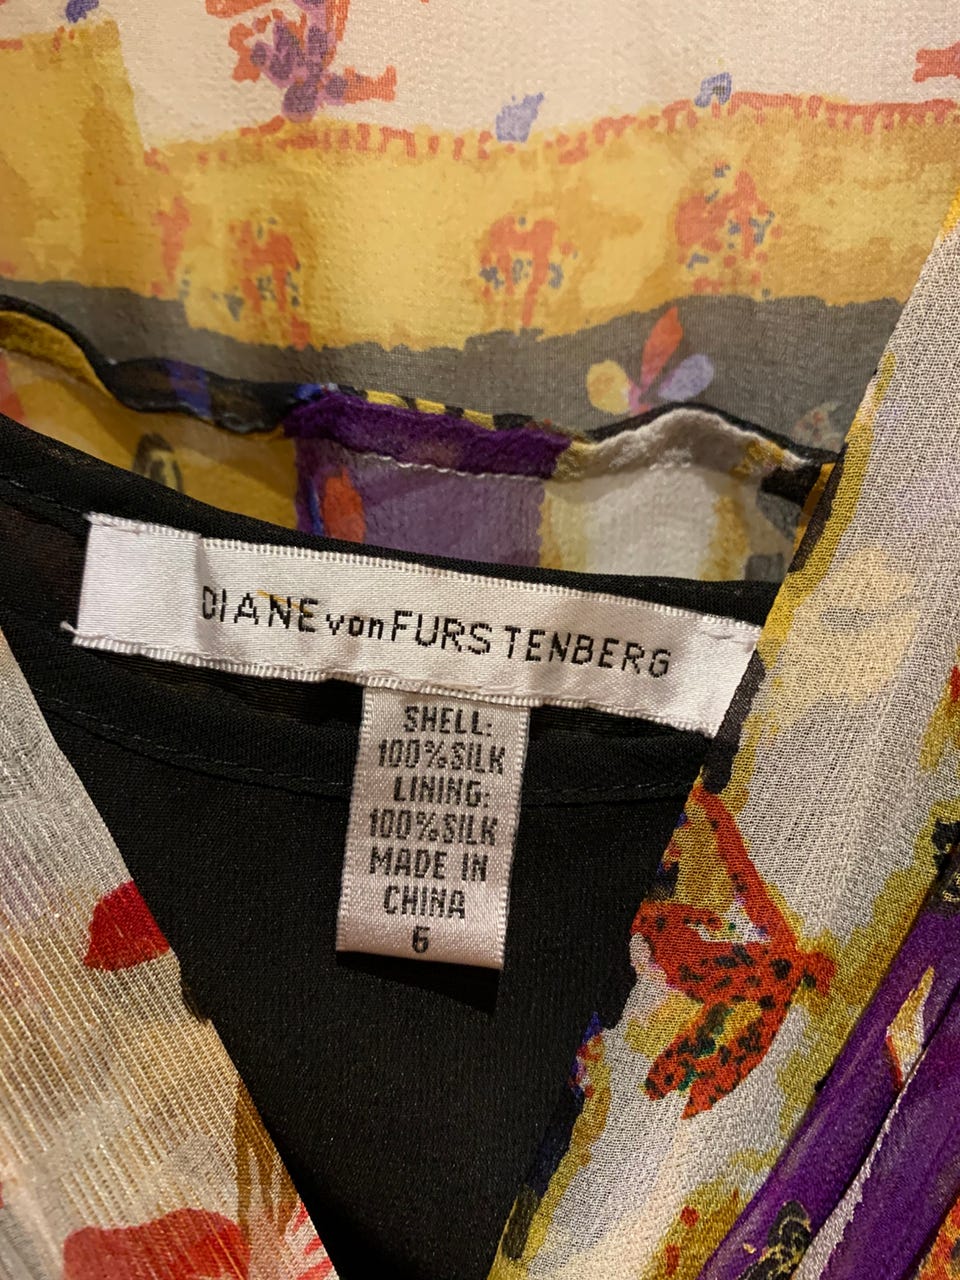 DIANE von FURSTENBERG
SHELL:
100%SILK
LINING:
100%SILK
MADE IN
CHINA
6